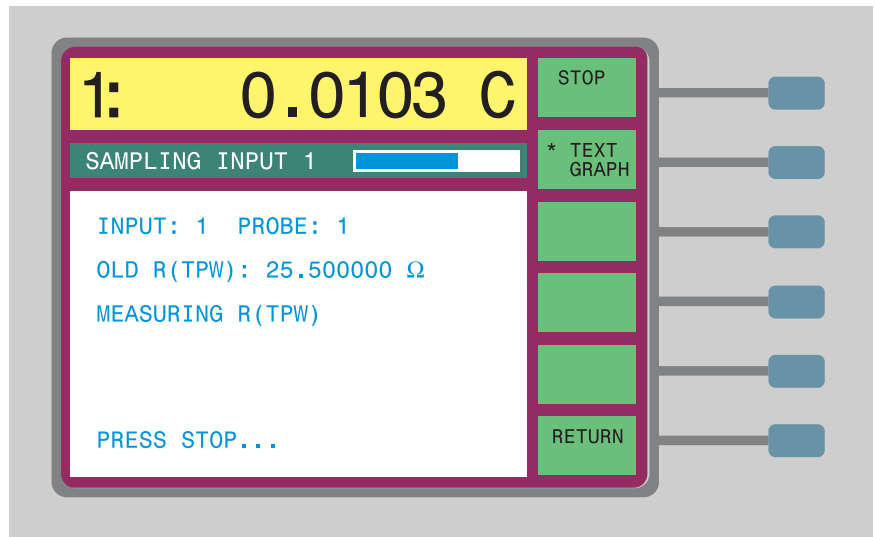 1: 0.0103 C
STOP
SAMPLING INPUT 1
* TEXT
GRAPH
INPUT: 1 PROBE: 1
OLD R(TPW): 25.500000 Ω
MEASURING R(TPW)
PRESS STOP...
RETURN